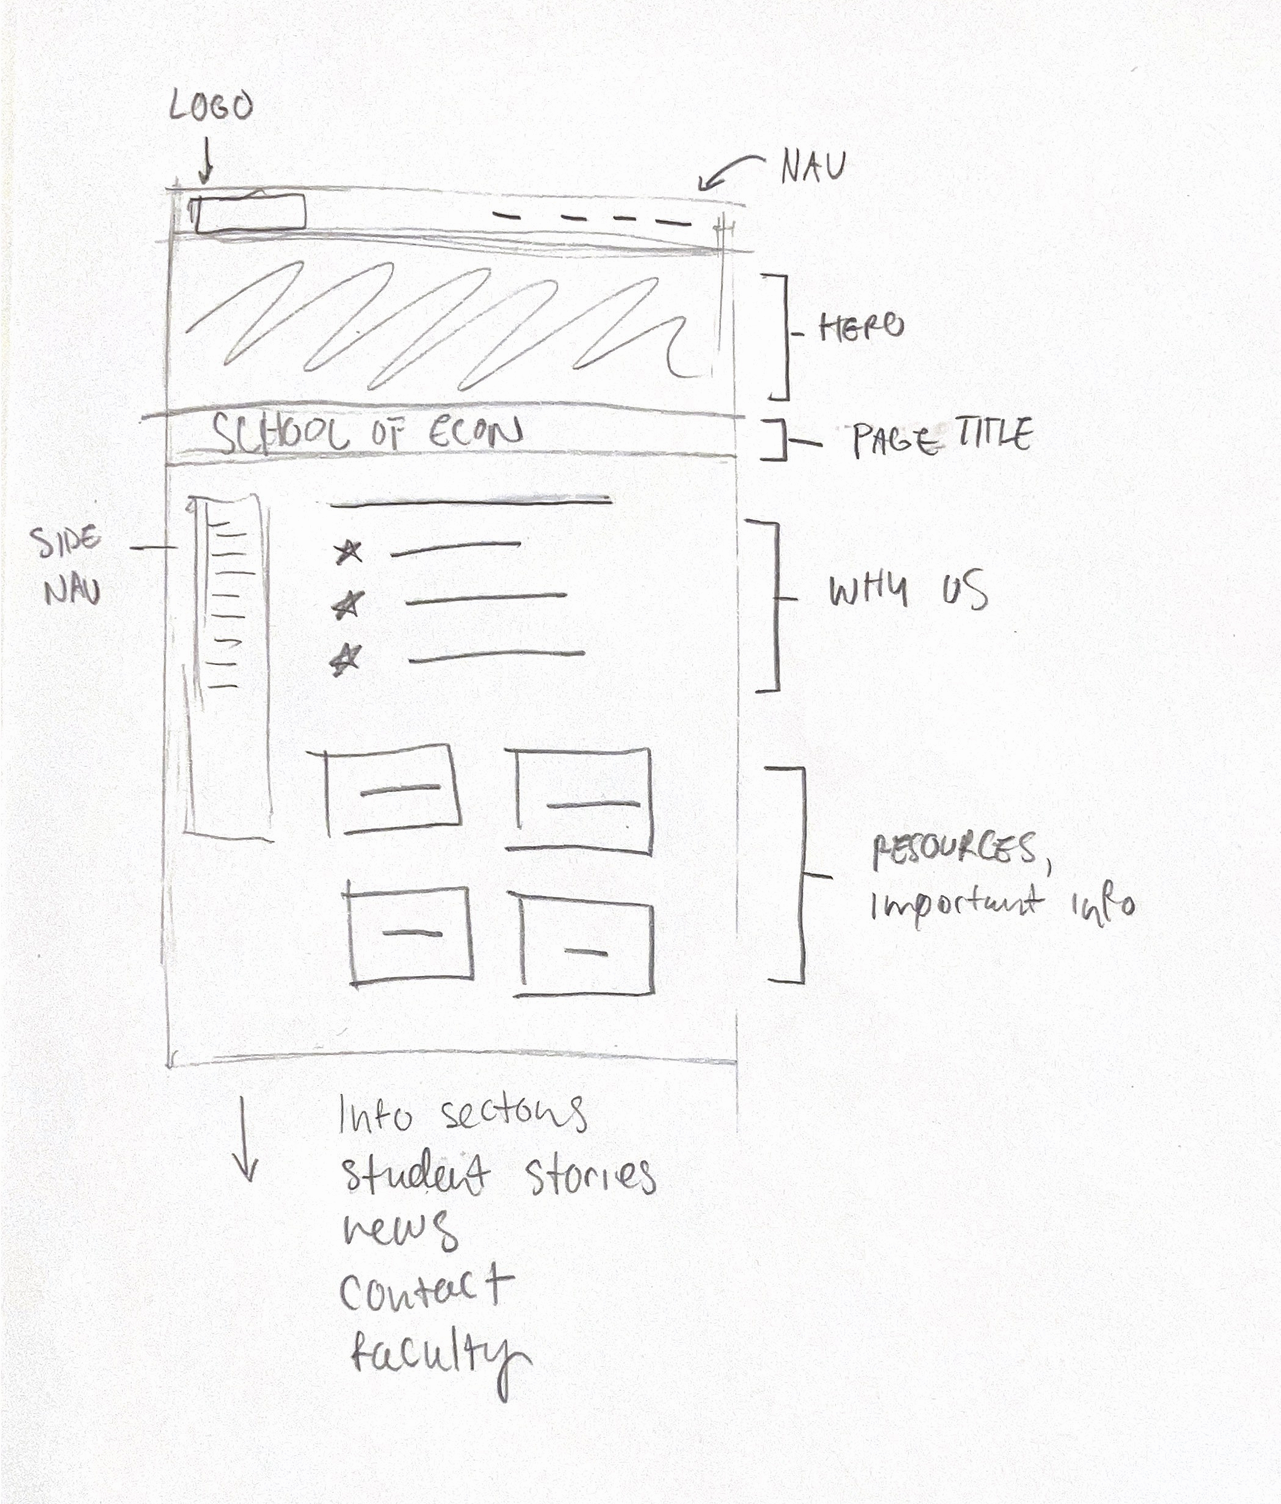 LOGO
NAV
HERO
SCHOOL OF ECON
PAGE TITLE
SIDE
NAV
WHY US
RESOURCES,
important info
Info sectons
student stories
news
contact
faculty